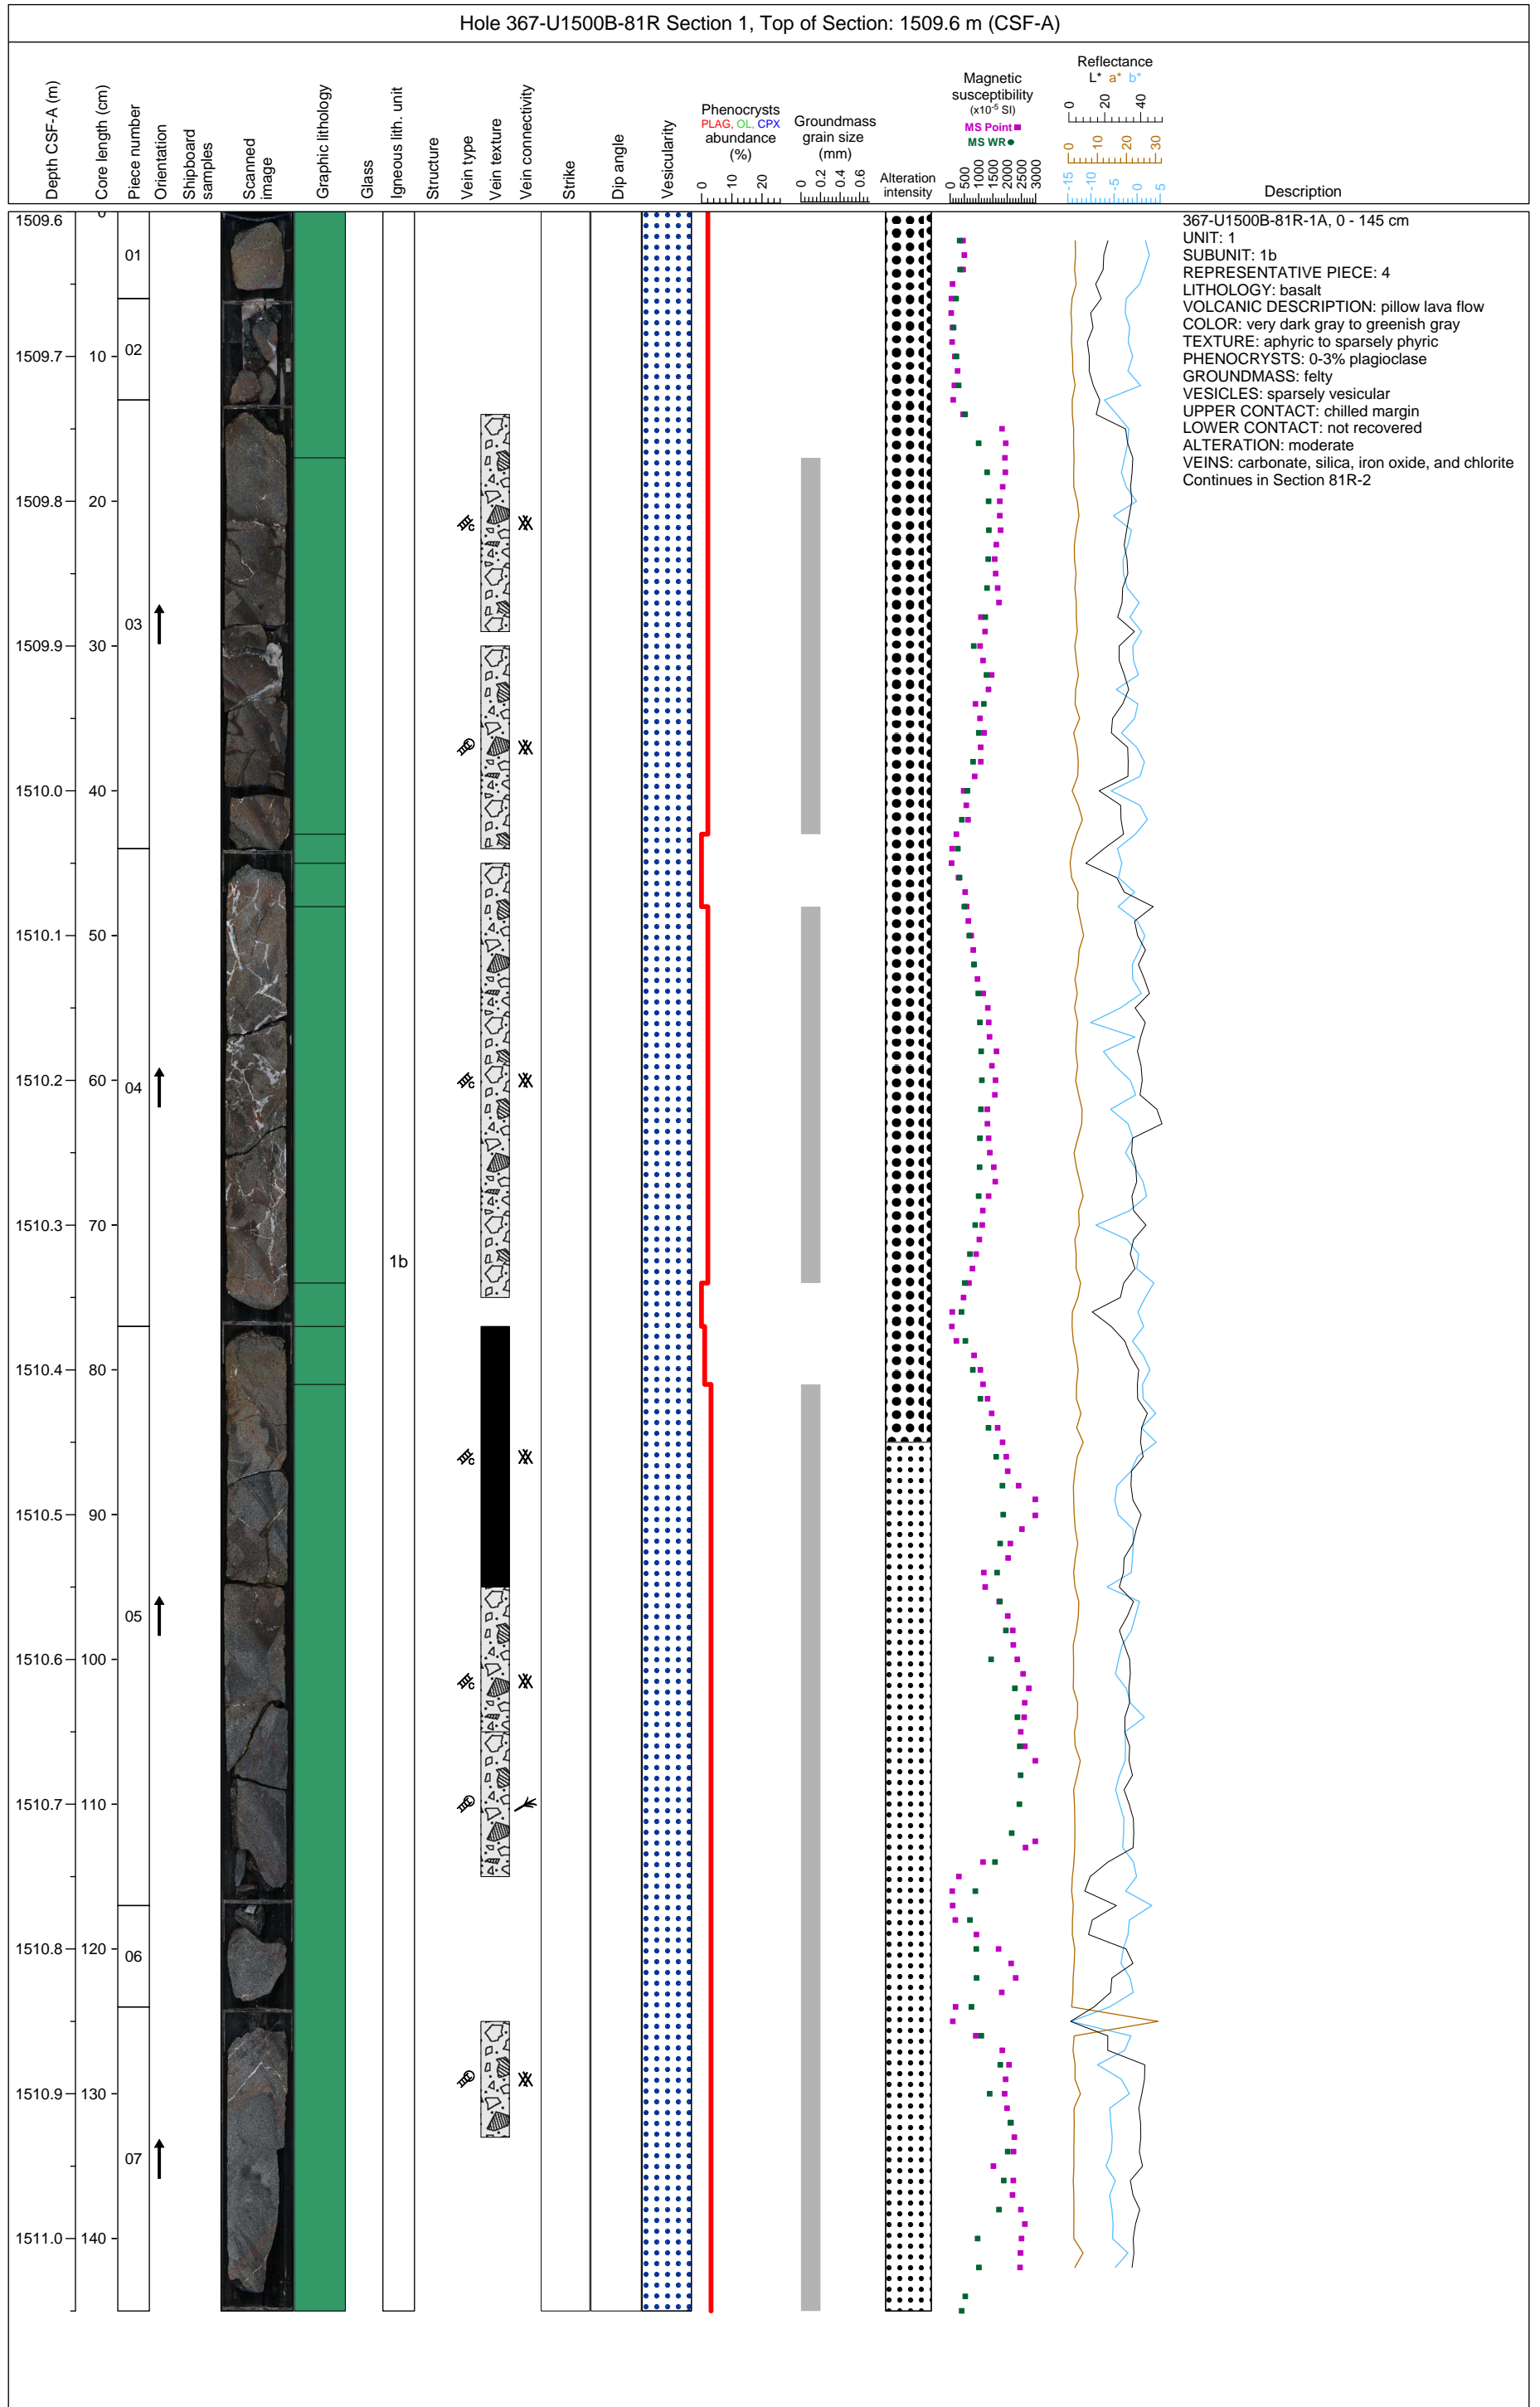 Hole 367-U1500B-81R Section 1, Top of Section: 1509.6 m (CSF-A)
Depth CSF-A (m)
Core length (cm)
Piece number
Orientation
Shipboard
samples
Scanned
image
Graphic lithology
Glass
Igneous lith. unit
Structure
Vein type
Vein texture
Vein connectivity
Strike
Dip angle
Vesicularity
Phenocrysts
PLAG, OL, CPX
abundance
(%)
0 10 20
Groundmass
grain size
(mm)
0 0.2 0.4 0.6
Alteration
intensity
Magnetic
susceptibility
(x10-5 SI)
MS Point
MS WR
0 500 1000 1500 2000 2500 3000
Reflectance
L* a* b*
0 20 40
0 10 20 30
-15 -10 -5 0 5
Description
367-U1500B-81R-1A, 0 - 145 cm
UNIT: 1
SUBUNIT: 1b
REPRESENTATIVE PIECE: 4
LITHOLOGY: basalt
VOLCANIC DESCRIPTION: pillow lava flow
COLOR: very dark gray to greenish gray
TEXTURE: aphyric to sparsely phyric
PHENOCRYSTS: 0-3% plagioclase
GROUNDMASS: felty
VESICLES: sparsely vesicular
UPPER CONTACT: chilled margin
LOWER CONTACT: not recovered
ALTERATION: moderate
VEINS: carbonate, silica, iron oxide, and chlorite
Continues in Section 81R-2
1509.6 0
01
02
1509.7 10
1509.8 20
03
1509.9 30
1510.0 40
1510.1 50
1510.2 60
04
1510.3 70
1b
1510.4 80
1510.5 90
05
1510.6 100
1510.7 110
1510.8 120
06
1510.9 130
07
1511.0 140